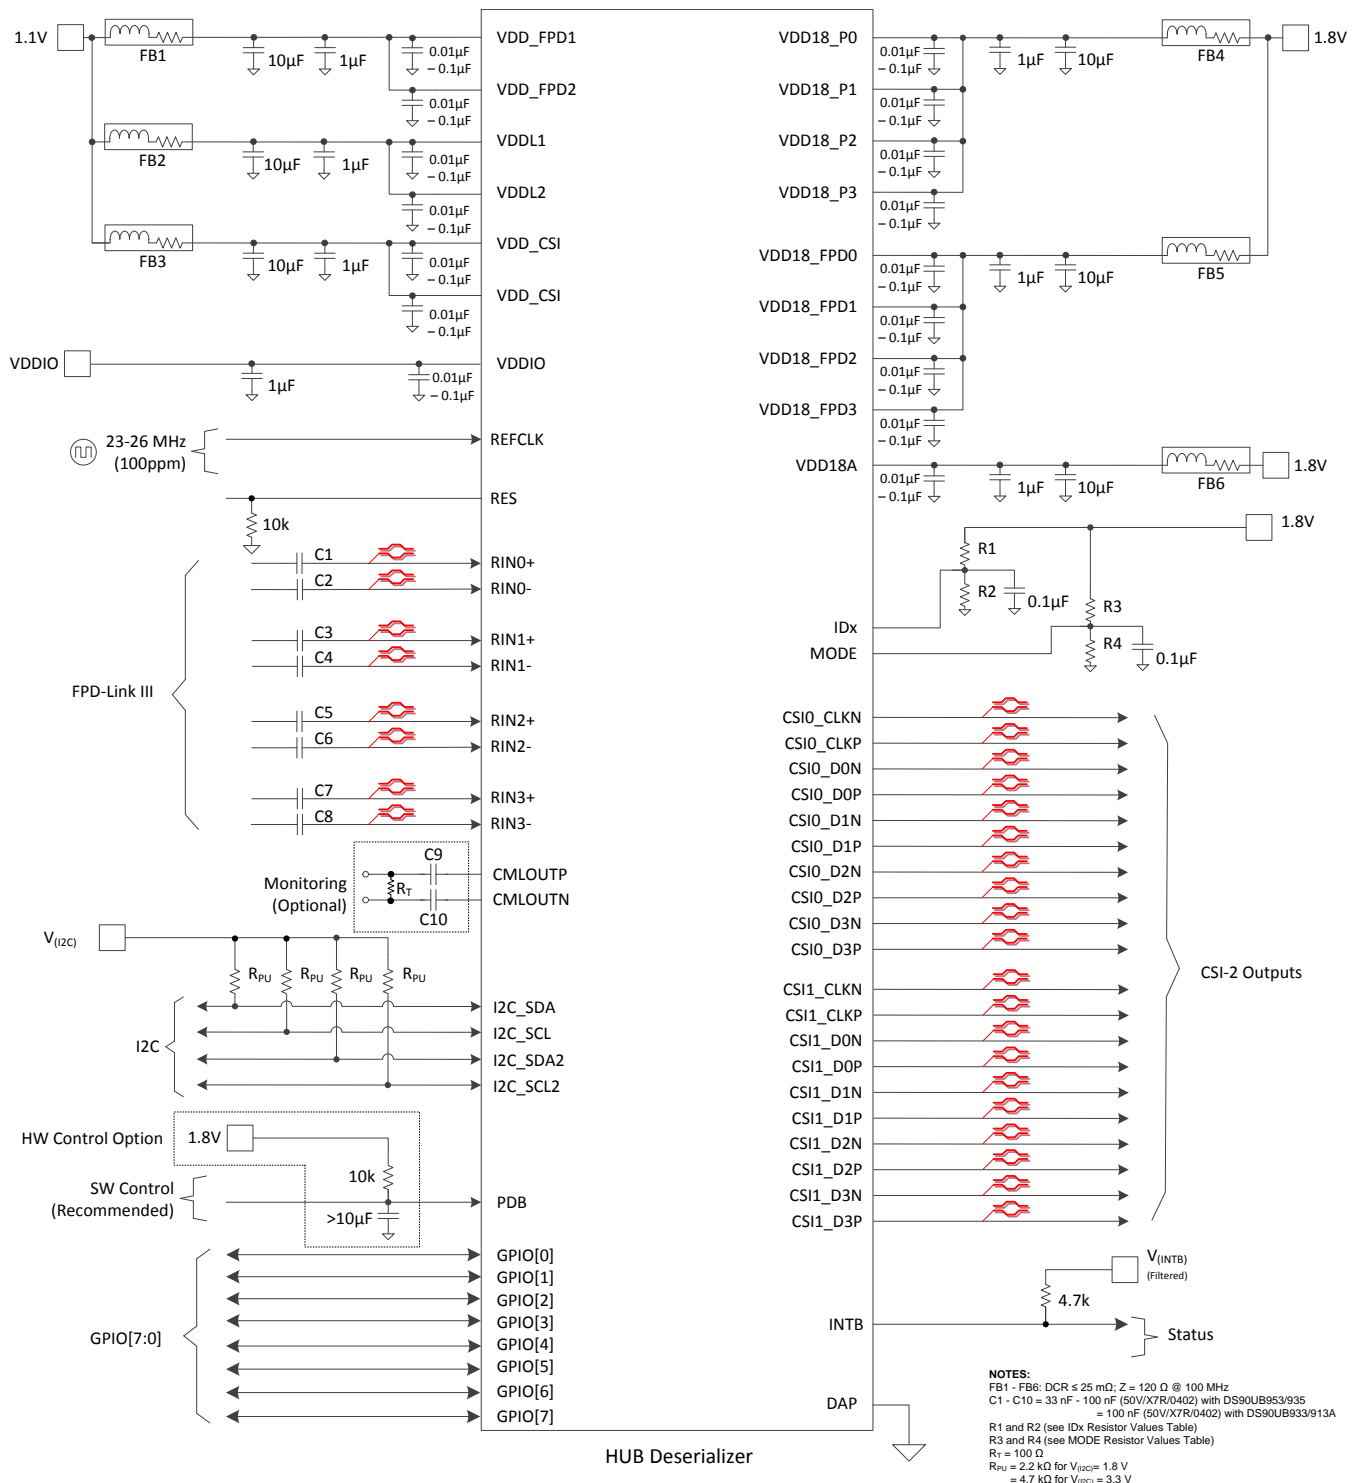 1.1V
FB1
10µF
1µF
0.01µF
– 0.1µF
VDD_FPD1
0.01µF
– 0.1µF
VDD_FPD2
FB2
10µF
1µF
0.01µF
– 0.1µF
VDDL1
0.01µF
– 0.1µF
VDDL2
FB3
10µF
1µF
0.01µF
– 0.1µF
VDD_CSI
0.01µF
– 0.1µF
VDD_CSI
VDDIO
1µF
0.01µF
– 0.1µF
VDDIO
23-26 MHz
(100ppm)
REFCLK
10k
RES
FPD-Link III
C1
RIN0+
C2
RIN0-
C3
RIN1+
C4
RIN1-
C5
RIN2+
C6
RIN2-
C7
RIN3+
C8
RIN3-
Monitoring
(Optional)
C9
RT
C10
CMLOUTP
CMLOUTN
V(I2C)
RPU
RPU
RPU
RPU
I2C
I2C_SDA
I2C_SCL
I2C_SDA2
I2C_SCL2
HW Control Option
1.8V
10k
SW Control
(Recommended)
>10µF
PDB
GPIO[7:0]
GPIO[0]
GPIO[1]
GPIO[2]
GPIO[3]
GPIO[4]
GPIO[5]
GPIO[6]
GPIO[7]
HUB Deserializer
VDD18_P0
0.01µF
– 0.1µF
1µF
10µF
FB4
1.8V
VDD18_P1
0.01µF
– 0.1µF
VDD18_P2
0.01µF
– 0.1µF
VDD18_P3
0.01µF
– 0.1µF
VDD18_FPD0
0.01µF
– 0.1µF
1µF
10µF
FB5
VDD18_FPD1
0.01µF
– 0.1µF
VDD18_FPD2
0.01µF
– 0.1µF
VDD18_FPD3
0.01µF
– 0.1µF
VDD18A
0.01µF
– 0.1µF
1µF
10µF
FB6
1.8V
1.8V
R1
R2
0.1µF
R3
R4
0.1µF
IDx
MODE
CSI0_CLKN
CSI0_CLKP
CSI0_D0N
CSI0_D0P
CSI0_D1N
CSI0_D1P
CSI0_D2N
CSI0_D2P
CSI0_D3N
CSI0_D3P
CSI1_CLKN
CSI1_CLKP
CSI1_D0N
CSI1_D0P
CSI1_D1N
CSI1_D1P
CSI1_D2N
CSI1_D2P
CSI1_D3N
CSI1_D3P
CSI-2 Outputs
V(INTB)
(Filtered)
4.7k
INTB
Status
DAP
NOTES:
FB1 - FB6: DCR ≤ 25 mΩ; Z = 120 Ω @ 100 MHz
C1 - C10 = 33 nF - 100 nF (50V/X7R/0402) with DS90UB953/935
= 100 nF (50V/X7R/0402) with DS90UB933/913A
R1 and R2 (see IDx Resistor Values Table)
R3 and R4 (see MODE Resistor Values Table)
RT = 100 Ω
RPU = 2.2 kΩ for V(I2C)= 1.8 V
= 4.7 kΩ for V(I2C) = 3.3 V